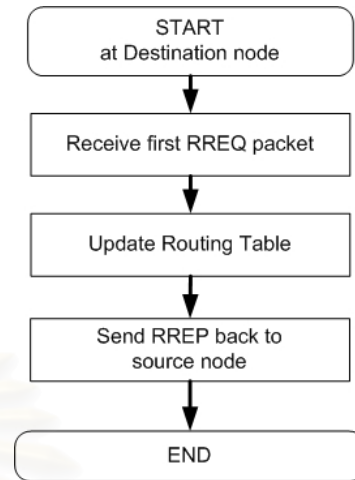 START
at Destination node
Receive first RREQ packet
Update Routing Table
Send RREP back to
source node
END